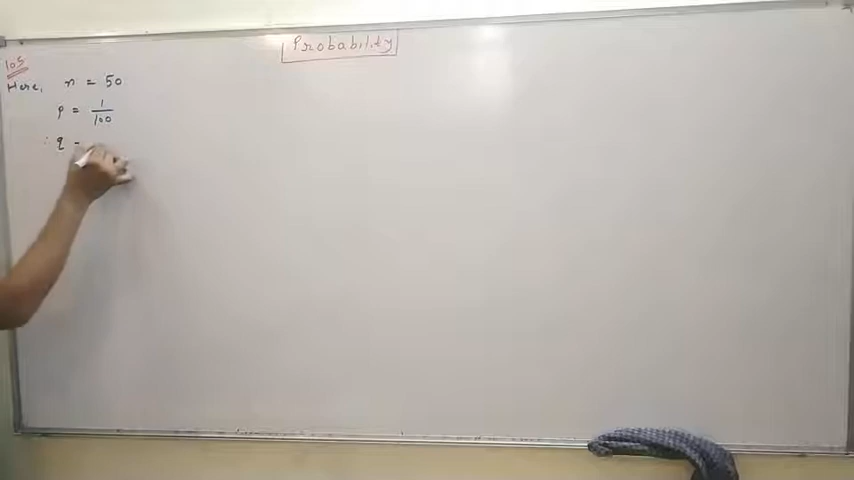 Probability
105
Here, n = 50
p = 1/100
∴ q =